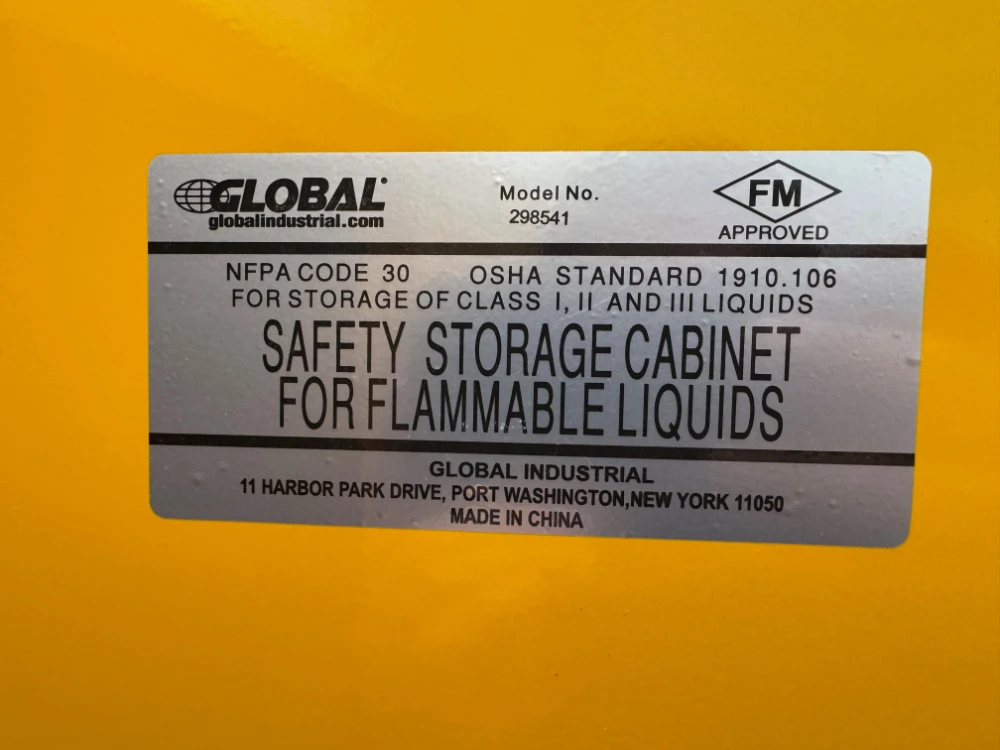 GLOBAL
globalindustrial.com
Model No.
298541
FM
APPROVED
NFPA CODE 30 OSHA STANDARD 1910.106
FOR STORAGE OF CLASS I, II AND III LIQUIDS
SAFETY STORAGE CABINET
FOR FLAMMABLE LIQUIDS
GLOBAL INDUSTRIAL
11 HARBOR PARK DRIVE, PORT WASHINGTON,NEW YORK 11050
MADE IN CHINA